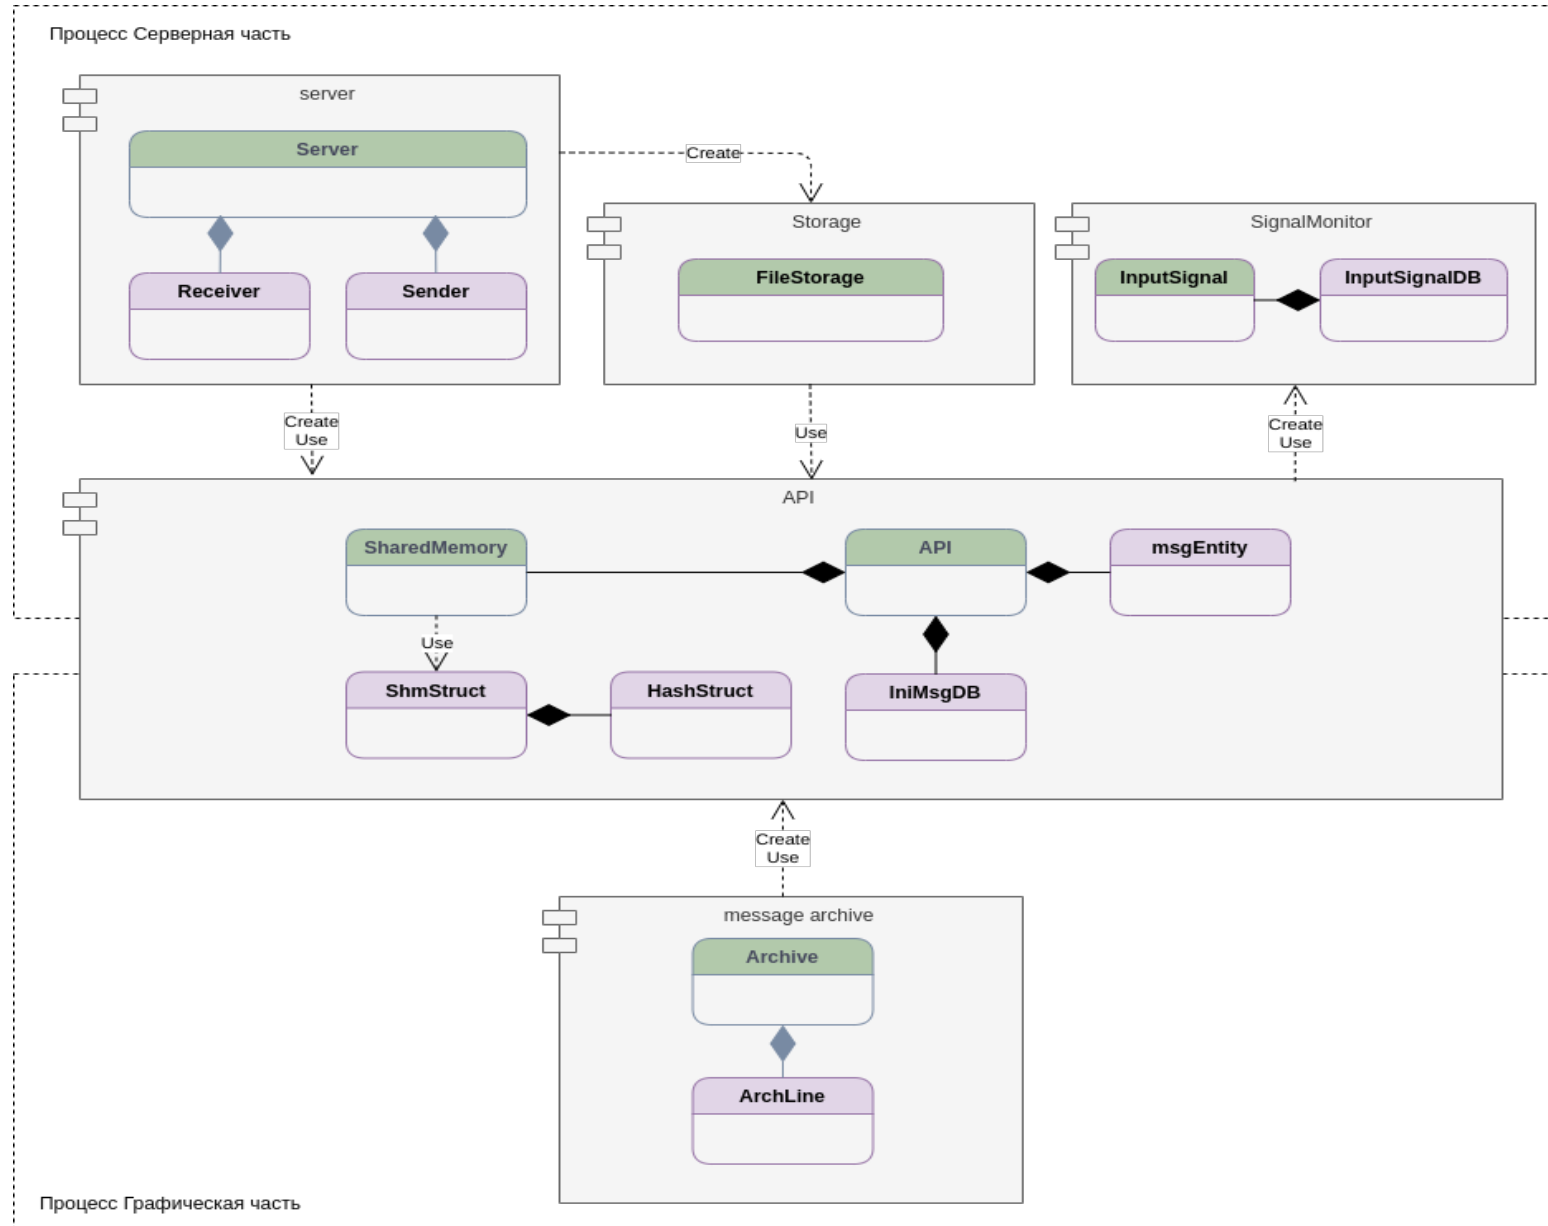 Процесс Серверная часть
server
Server
Create
Receiver
Sender
Storage
FileStorage
SignalMonitor
InputSignal
InputSignalDB
Create
Use
Use
Create
Use
API
SharedMemory
API
msgEntity
Use
ShmStruct
HashStruct
IniMsgDB
Create
Use
message archive
Archive
ArchLine
Процесс Графическая часть